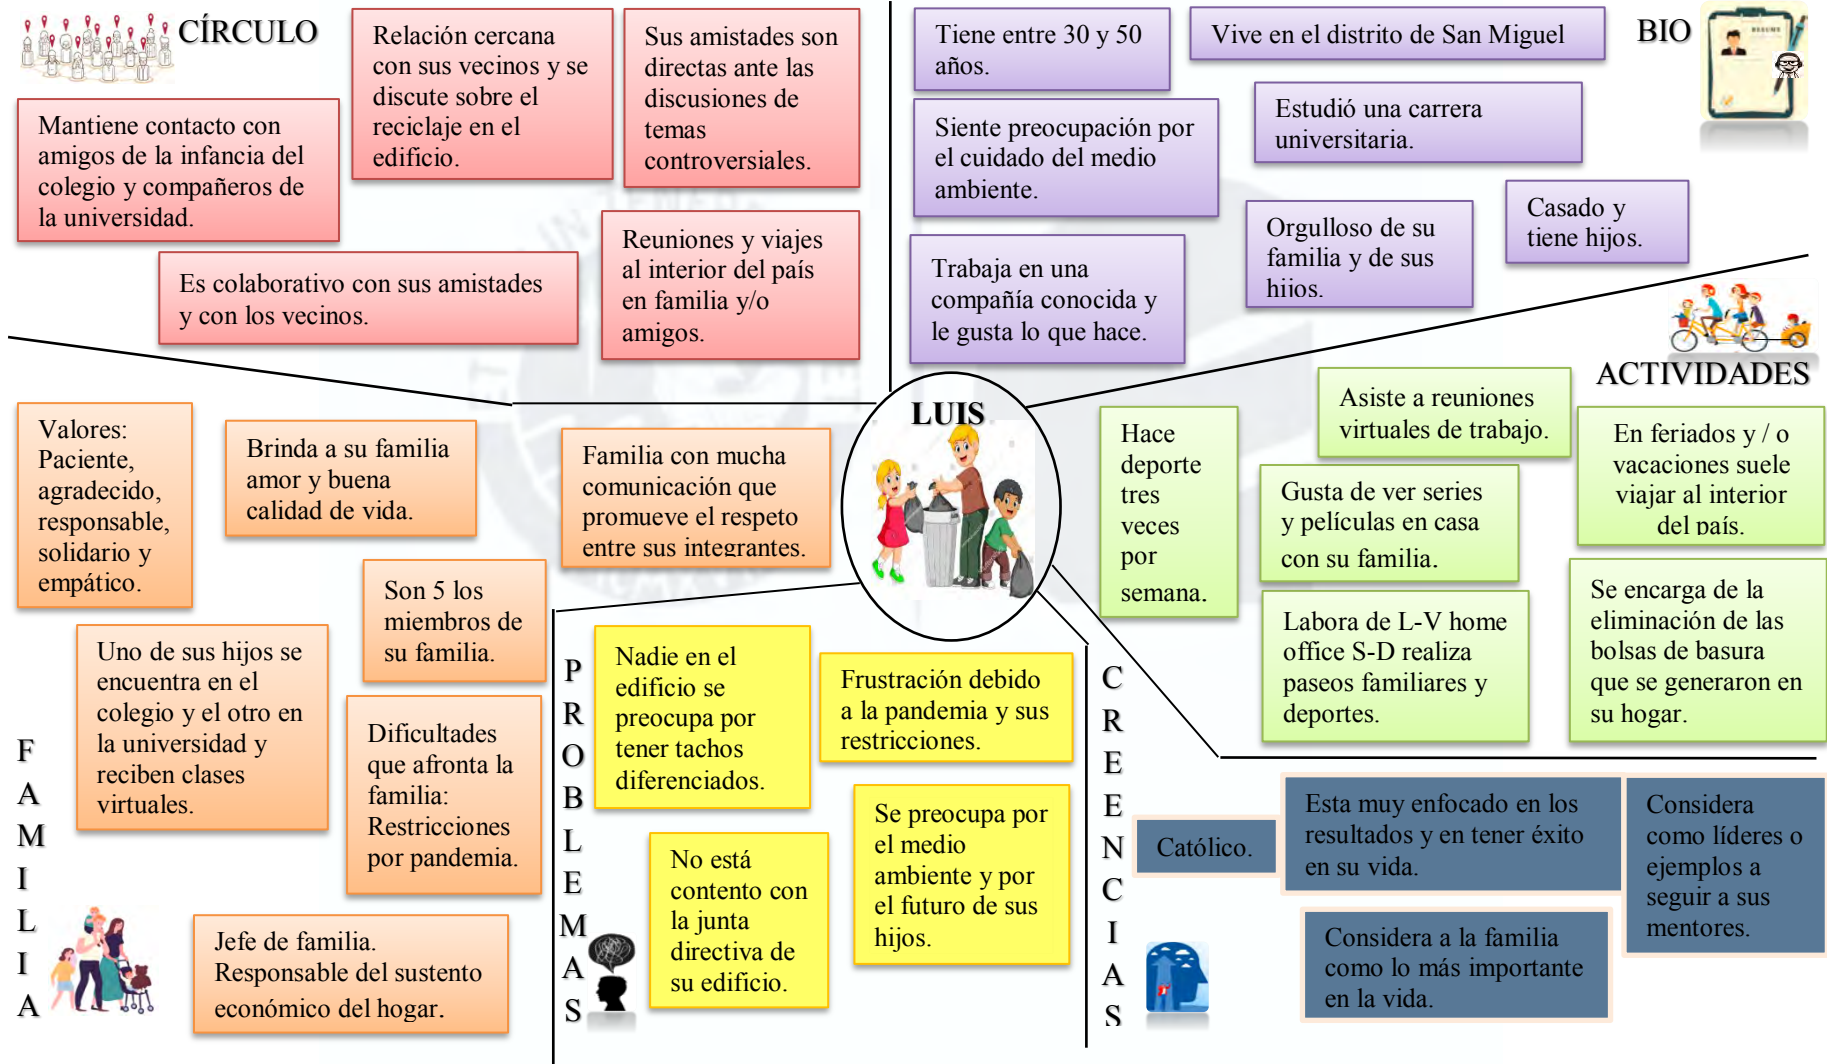 CÍRCULO
Relación cercana
con sus vecinos y se
discute sobre el
reciclaje en el
edificio.
Sus amistades son
directas ante las
discusiones de
temas
controversiales.
Mantiene contacto con
amigos de la infancia del
colegio y compañeros de
la universidad.
Es colaborativo con sus amistades
y con los vecinos.
Reuniones y viajes
al interior del país
en familia y/o
amigos.
BIO
RESUME
Tiene entre 30 y 50
años.
Vive en el distrito de San Miguel
Siente preocupación por
el cuidado del medio
ambiente.
Estudió una carrera
universitaria.
Trabaja en una
compañía conocida y
le gusta lo que hace.
Orgulloso de su
familia y de sus
hijos.
Casado y
tiene hijos.
LUIS
ACTIVIDADES
Hace
deporte
tres
veces
por
semana.
Asiste a reuniones
virtuales de trabajo.
En feriados y / o
vacaciones suele
viajar al interior
del país.
Gusta de ver series
y películas en casa
con su familia.
Labora de L-V home
office S-D realiza
paseos familiares y
deportes.
Se encarga de la
eliminación de las
bolsas de basura
que se generaron en
su hogar.
FAMILIA
Valores:
Paciente,
agradecido,
responsable,
solidario y
empático.
Brinda a su familia
amor y buena
calidad de vida.
Familia con mucha
comunicación que
promueve el respeto
entre sus integrantes.
Son 5 los
miembros de
su familia.
Uno de sus hijos se
encuentra en el
colegio y el otro en
la universidad y
reciben clases
virtuales.
Dificultades
que afronta la
familia:
Restricciones
por pandemia.
Jefe de familia.
Responsable del sustento
económico del hogar.
PROBLEMAS
Nadie en el
edificio se
preocupa por
tener tachos
diferenciados.
Frustración debido
a la pandemia y sus
restricciones.
No está
contento con
la junta
directiva de
su edificio.
Se preocupa por
el medio
ambiente y por
el futuro de sus
hijos.
CREENCIAS
Católico.
Esta muy enfocado en los
resultados y en tener éxito
en su vida.
Considera
como líderes o
ejemplos a
seguir a sus
mentores.
Considera a la familia
como lo más importante
en la vida.